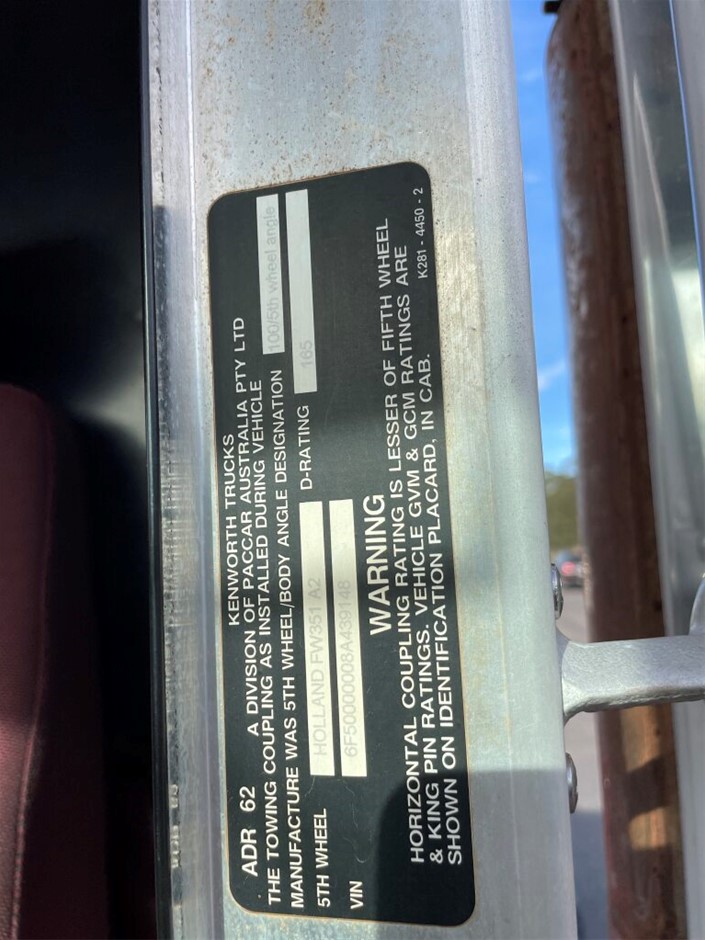 KENWORTH TRUCKS
ADR 62 A DIVISION OF PACCAR AUSTRALIA PTY LTD
THE TOWING COUPLING AS INSTALLED DURING VEHICLE
MANUFACTURE WAS 5TH WHEEL/BODY ANGLE DESIGNATION 100/5th wheel angle
5TH WHEEL HOLLAND FW351 A2 D-RATING 165
VIN 6F50000008A439148
WARNING
HORIZONTAL COUPLING RATING IS LESSER OF FIFTH WHEEL
& KING PIN RATINGS. VEHICLE GVM & GCM RATINGS ARE
SHOWN ON IDENTIFICATION PLACARD, IN CAB.
K281 - 4450 - 2